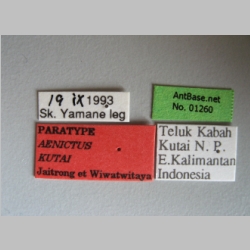 19 IX 1993
Sk. Yamane leg
AntBase.net
No. 01260
PARATYPE
AENICTUS
KUTAI
Jaitrong et Wiwatwitaya
Teluk Kabah
Kutai N. P.
E.Kalimantan
Indonesia